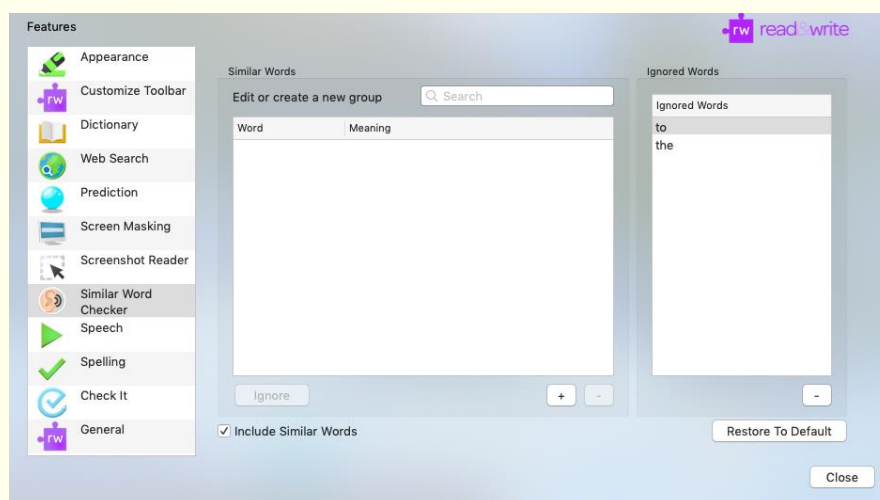 Features
rw read&write
Appearance
Customize Toolbar
rw
Dictionary
Web Search
Prediction
Screen Masking
Screenshot Reader
Similar Word
Checker
Speech
Spelling
Check It
General
rw
Similar Words
Edit or create a new group
Search
Word Meaning
Ignore
+ -
Include Similar Words
Ignored Words
Ignored Words
to
the
-
Restore To Default
Close